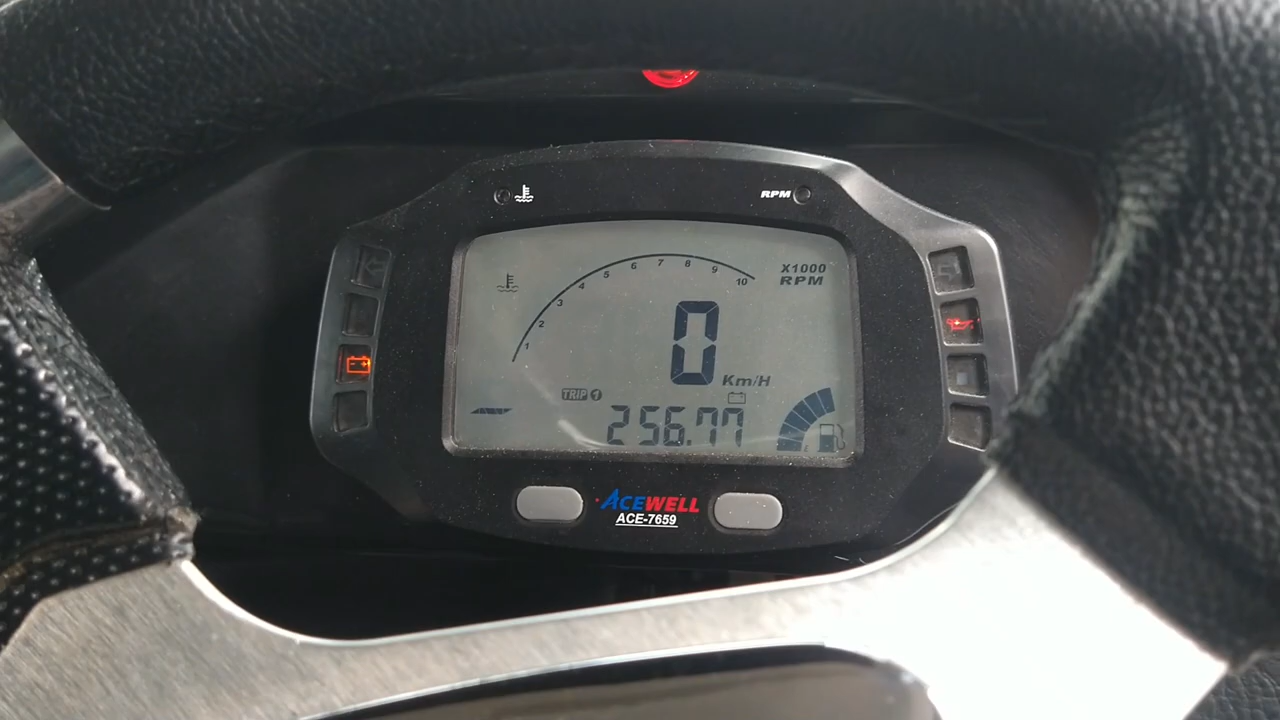 RPM
X1000
RPM
1 2 3 4 5 6 7 8 9 10
0 Km/H
TRIP 1
256.77
ACEWELL
ACE-7659